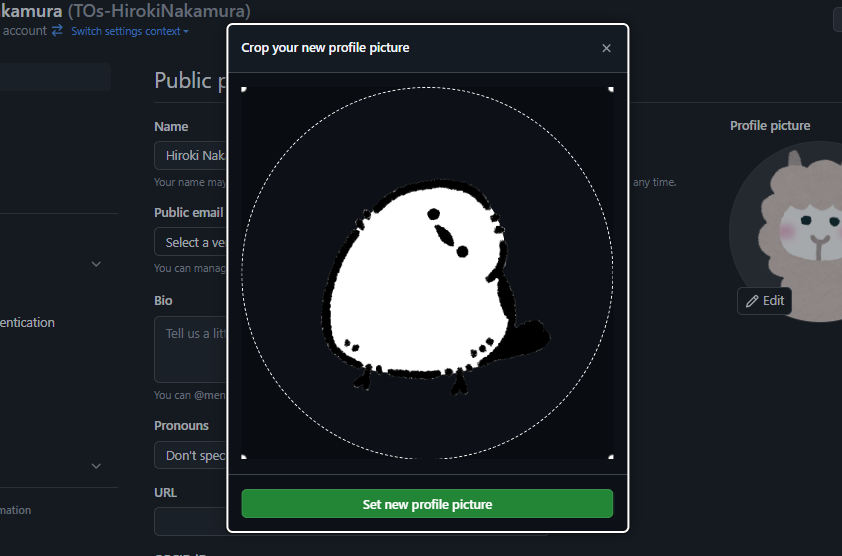 kamura (TOs-HirokiNakamura)
account Switch settings context
Crop your new profile picture
Public p
Name
Hiroki Nak
Your name may
any time.
Public email
Select a ve
You can manag
Bio
Tell us a litt
You can @men
Pronouns
Don't spec
URL
entication
mation
Profile picture
Edit
Set new profile picture